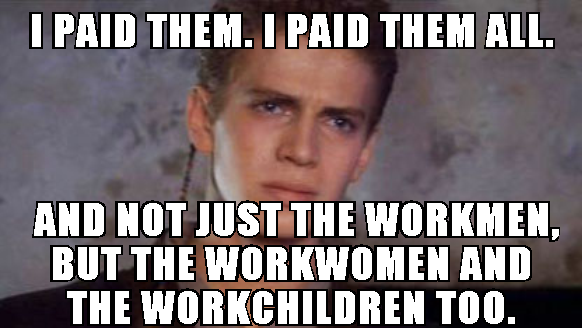 I PAID THEM. I PAID THEM ALL.
AND NOT JUST THE WORKMEN,
BUT THE WORKWOMEN AND
THE WORKCHILDREN TOO.